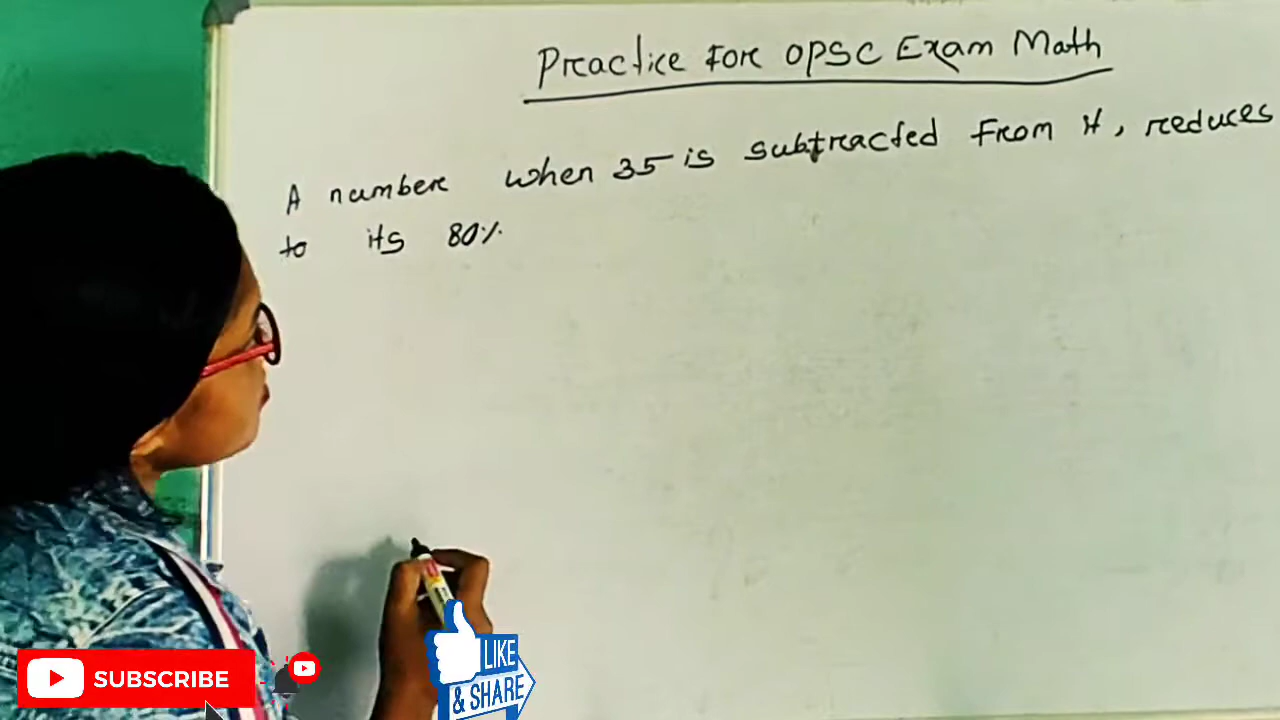 Practice For OPSC Exam Math
A number when 35 is subtracted From it, reduces
to its 80%
SUBSCRIBE
LIKE
& SHARE